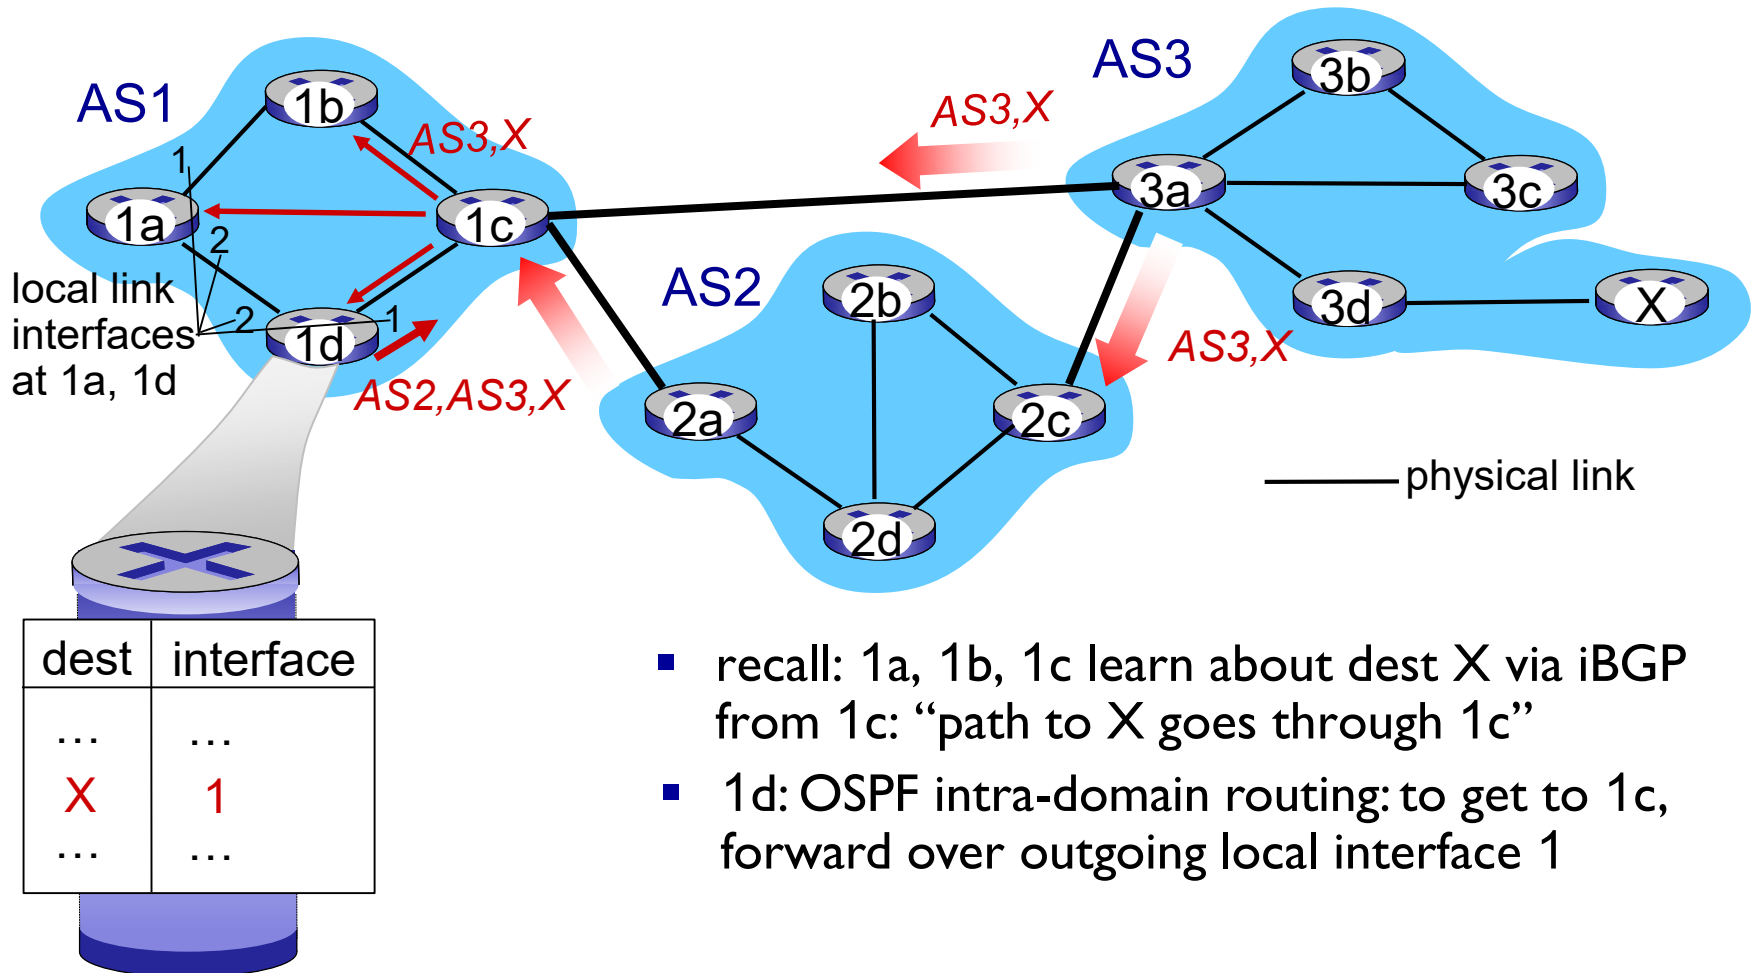 AS1
1b
AS3,X
1
1a
1c
2
local link
interfaces
at 1a, 1d
2
1
1d
AS2,AS3,X
AS3
3b
AS3,X
3a
3c
3d
X
AS2
2b
AS3,X
2a
2c
2d
physical link
dest interface
... ...
X 1
... ...
▪ recall: 1a, 1b, 1c learn about dest X via iBGP
from 1c: “path to X goes through 1c”
▪ 1d: OSPF intra-domain routing: to get to 1c,
forward over outgoing local interface 1